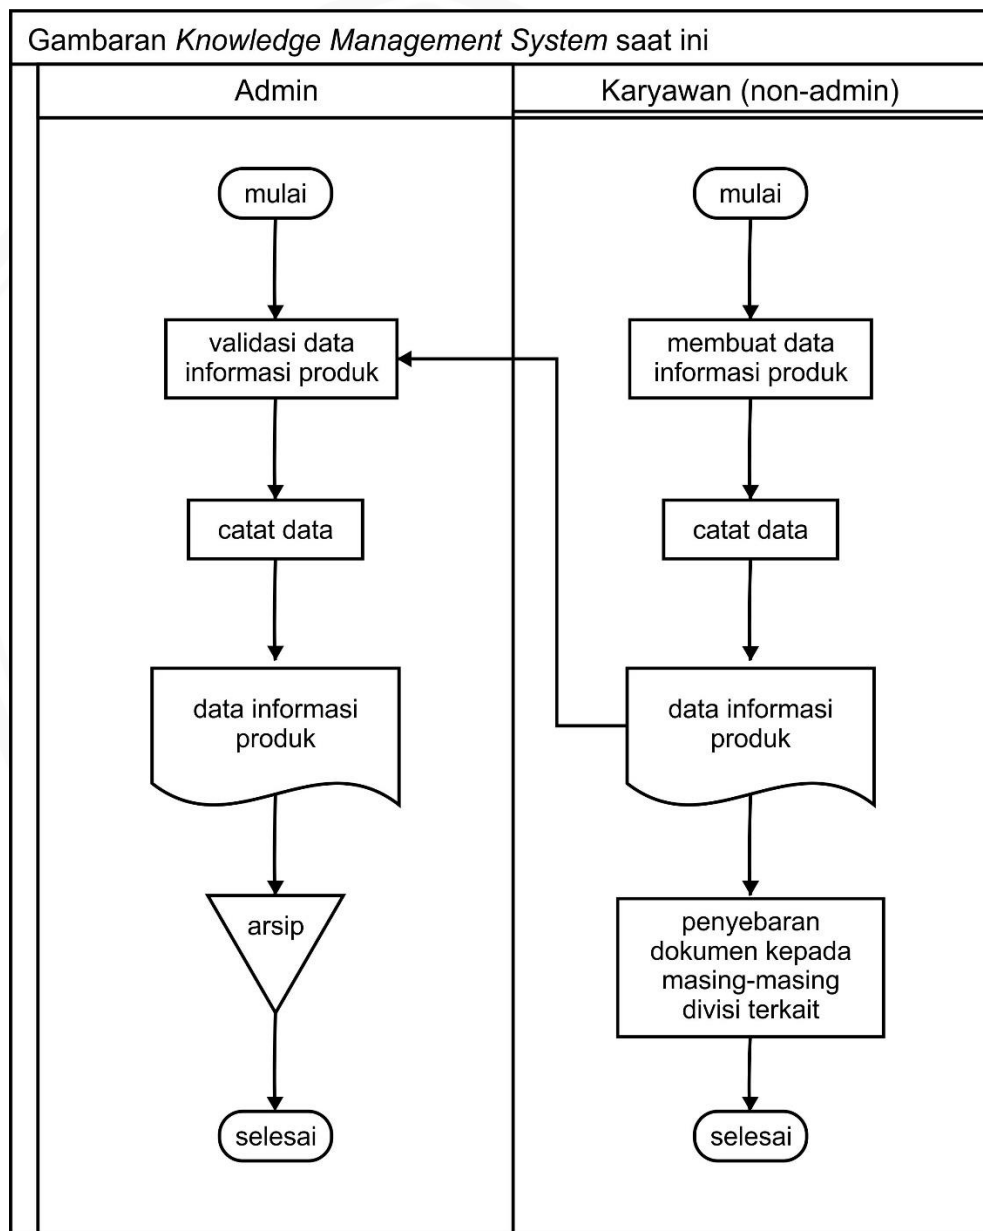 Gambaran Knowledge Management System saat ini
Admin
Karyawan (non-admin)
mulai
validasi data
informasi produk
catat data
data informasi
produk
arsip
selesai
mulai
membuat data
informasi produk
catat data
data informasi
produk
penyebaran
dokumen kepada
masing-masing
divisi terkait
selesai